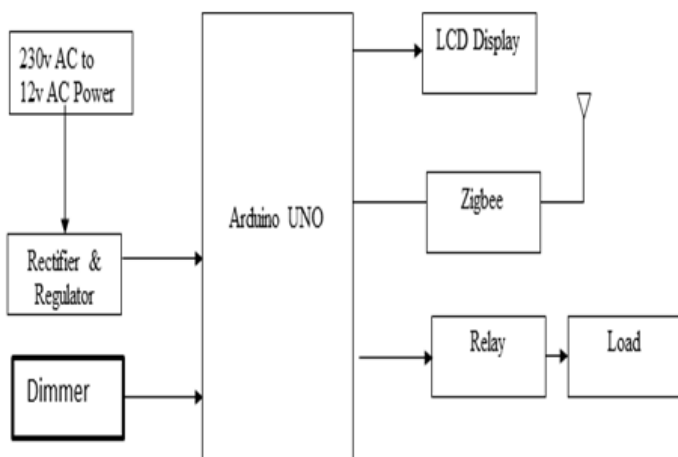 230v AC to
12v AC Power
Rectifier &
Regulator
Dimmer
Arduino UNO
LCD Display
Zigbee
Relay
Load